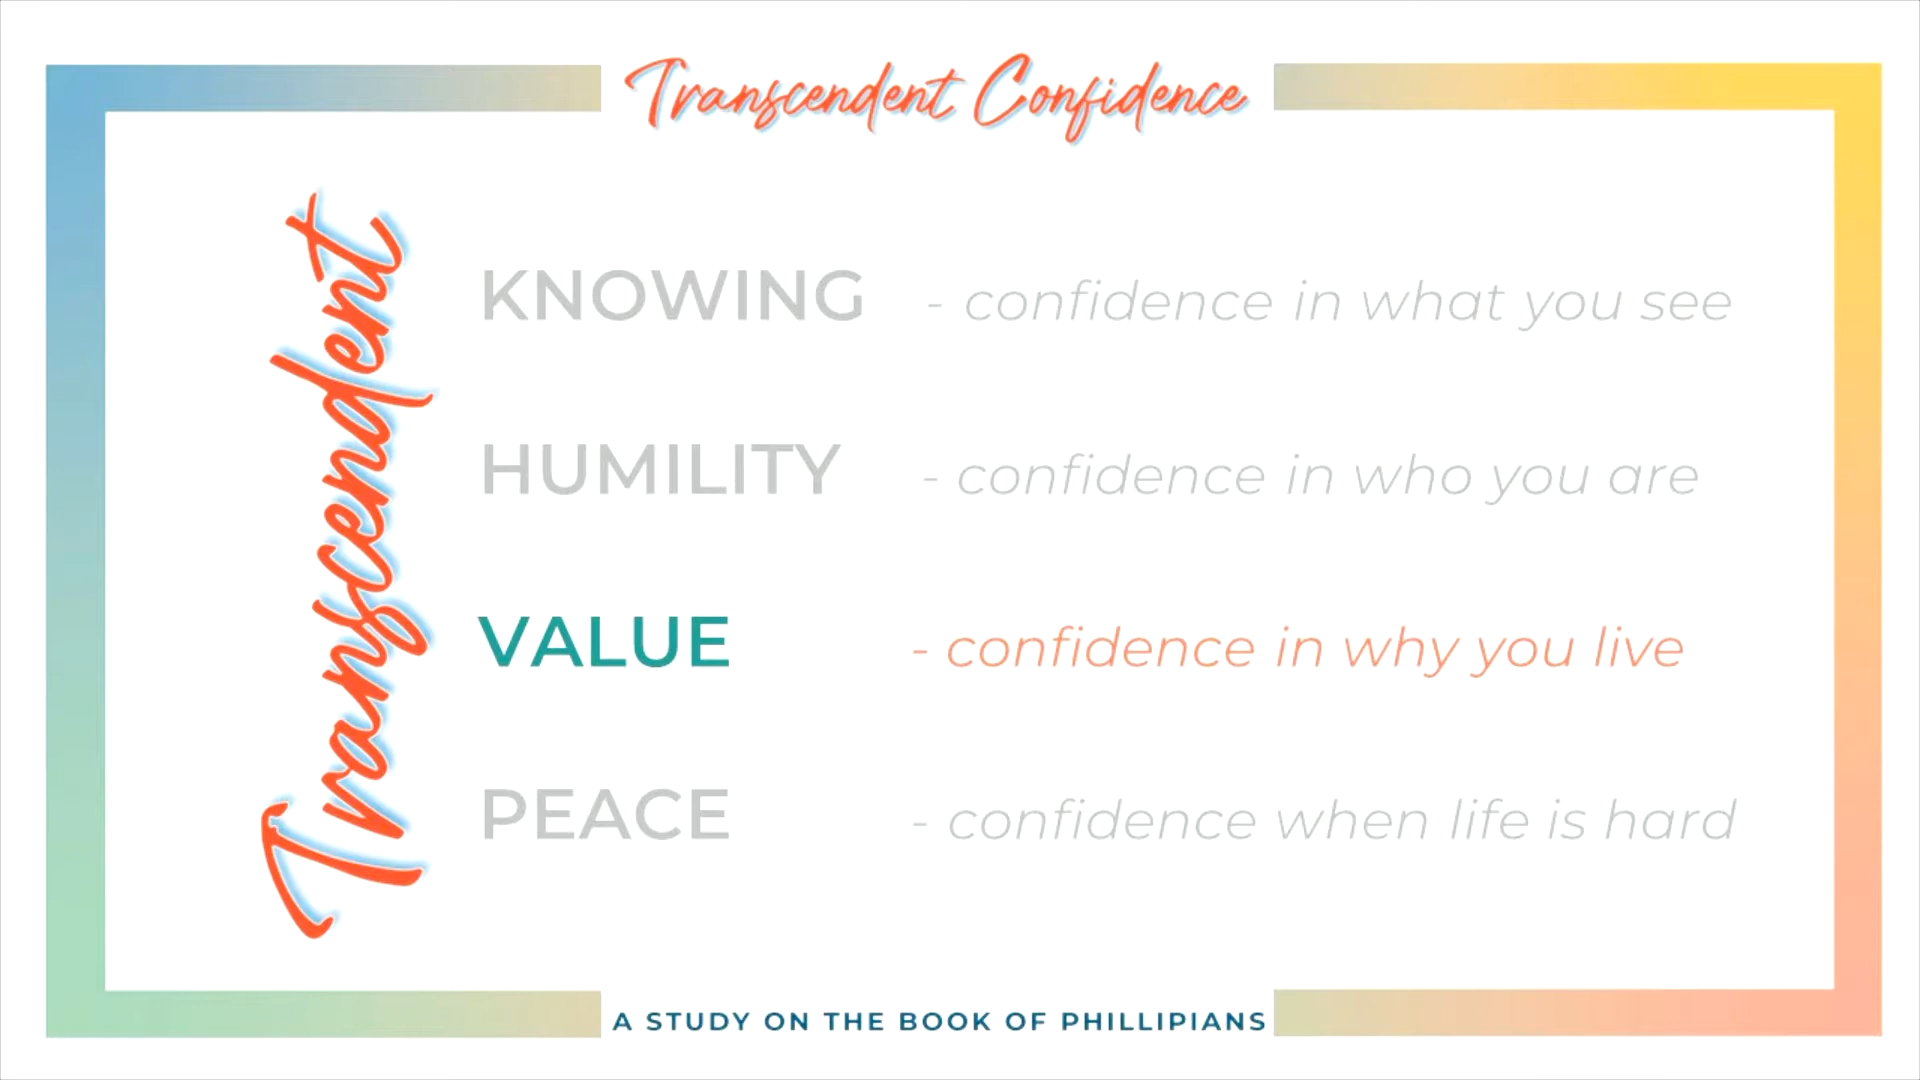 Transcendent Confidence
Transcendent
KNOWING - confidence in what you see
HUMILITY - confidence in who you are
VALUE - confidence in why you live
PEACE - confidence when life is hard
A STUDY ON THE BOOK OF PHILLIPIANS